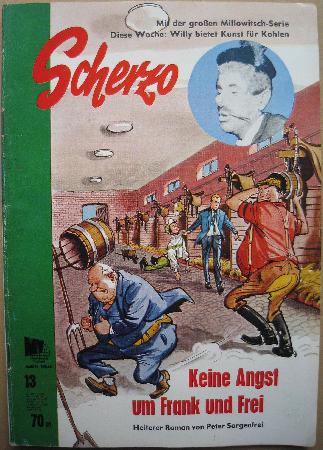 Mit der großen Millowitsch-Serie
Diese Woche: Willy bietet Kunst für Kohlen
Scherzo
13
70
Keine Angst
um Frank und Frei
Heiterer Roman von Peter Sorgenfrei